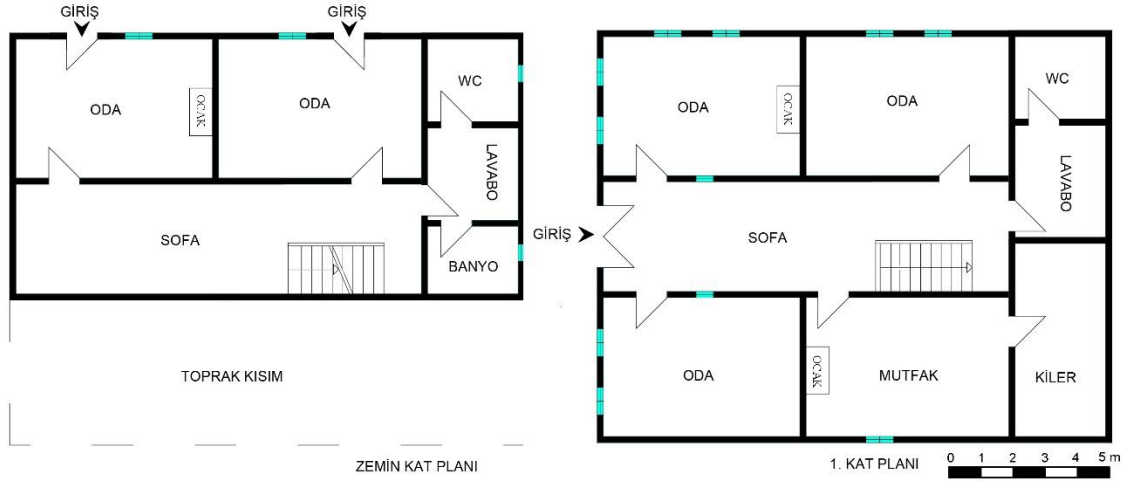 GİRİŞ
GİRİŞ
ODA
OCAK
ODA
WC
LAVABO
SOFA
BANYO
TOPRAK KISIM
ZEMİN KAT PLANI
ODA
OCAK
ODA
WC
LAVABO
GİRİŞ
SOFA
ODA
OCAK
MUTFAK
KİLER
1. KAT PLANI
0 1 2 3 4 5 m